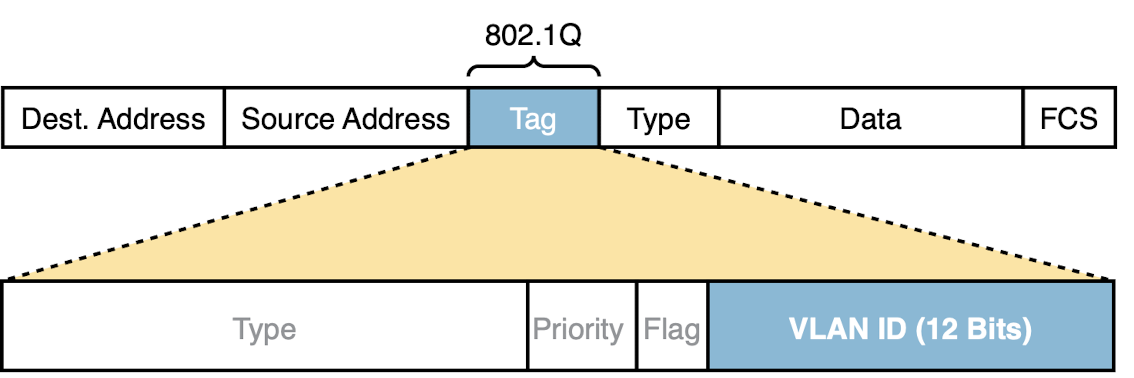 802.1Q
Dest. Address Source Address Tag Type Data FCS
Type Priority Flag VLAN ID (12 Bits)